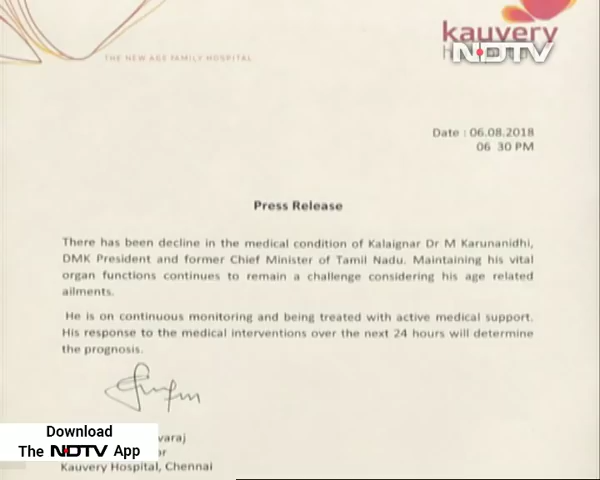 kauvery
NDTV
THE NEW AGE FAMILY HOSPITAL
Date : 06.08.2018
06 30 PM
Press Release
There has been decline in the medical condition of Kalaignar Dr M Karunanidhi,
DMK President and former Chief Minister of Tamil Nadu. Maintaining his vital
organ functions continues to remain a challenge considering his age related
ailments.
He is on continuous monitoring and being treated with active medical support.
His response to the medical interventions over the next 24 hours will determine
the prognosis.
Download
The NDTV App
varaj
or
Kauvery Hospital, Chennai